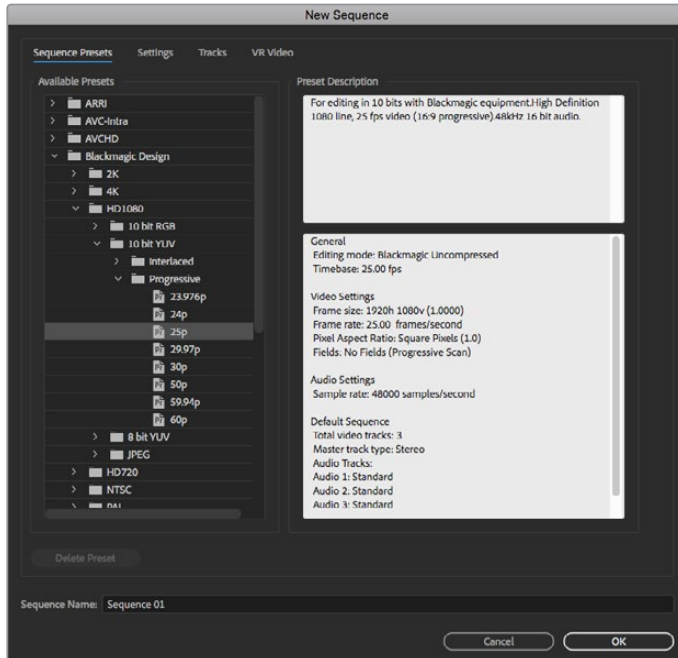 New Sequence
Sequence Presets Settings Tracks VR Video
Available Presets
ARRI
AVC-Intra
AVCHD
Blackmagic Design
2K
4K
HD1080
10 bit RGB
10 bit YUV
Interlaced
Progressive
23.976p
24p
25p
29.97p
30p
50p
59.94p
60p
8 bit YUV
JPEG
HD720
NTSC
PAL
Preset Description
For editing in 10 bits with Blackmagic equipment.High Definition
1080 line, 25 fps video (16:9 progressive).48kHz 16 bit audio.
General
Editing mode: Blackmagic Uncompressed
Timebase: 25.00 fps
Video Settings
Frame size: 1920h 1080v (1.0000)
Frame rate: 25.00 frames/second
Pixel Aspect Ratio: Square Pixels (1.0)
Fields: No Fields (Progressive Scan)
Audio Settings
Sample rate: 48000 samples/second
Default Sequence
Total video tracks: 3
Master track type: Stereo
Audio Tracks:
Audio 1: Standard
Audio 2: Standard
Audio 3: Standard
Delete Preset
Sequence Name: Sequence 01
Cancel OK